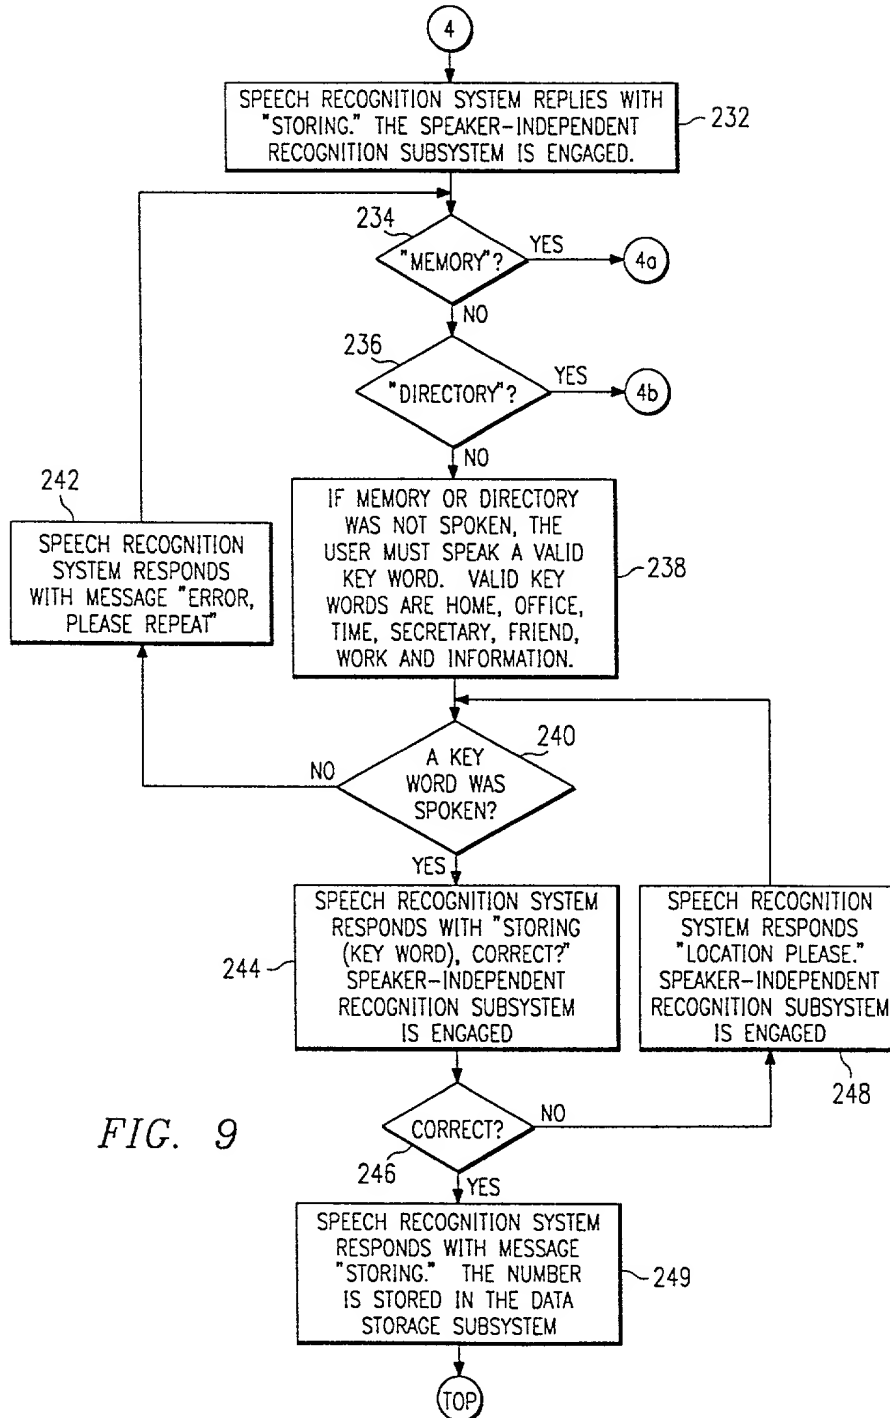 4
SPEECH RECOGNITION SYSTEM REPLIES WITH
"STORING." THE SPEAKER-INDEPENDENT
RECOGNITION SUBSYSTEM IS ENGAGED.
232
234
"MEMORY"?
YES
4a
NO
236
"DIRECTORY"?
YES
4b
NO
242
SPEECH RECOGNITION
SYSTEM RESPONDS
WITH MESSAGE "ERROR,
PLEASE REPEAT"
IF MEMORY OR DIRECTORY
WAS NOT SPOKEN, THE
USER MUST SPEAK A VALID
KEY WORD. VALID KEY
WORDS ARE HOME, OFFICE,
TIME, SECRETARY, FRIEND,
WORK AND INFORMATION.
238
240
A KEY
WORD WAS
SPOKEN?
NO
YES
SPEECH RECOGNITION SYSTEM
RESPONDS WITH "STORING
(KEY WORD), CORRECT?"
SPEAKER-INDEPENDENT
RECOGNITION SUBSYSTEM
IS ENGAGED
244
SPEECH RECOGNITION
SYSTEM RESPONDS
"LOCATION PLEASE."
SPEAKER-INDEPENDENT
RECOGNITION SUBSYSTEM
IS ENGAGED
248
FIG. 9
CORRECT?
NO
246
YES
SPEECH RECOGNITION SYSTEM
RESPONDS WITH MESSAGE
"STORING." THE NUMBER
IS STORED IN THE DATA
STORAGE SUBSYSTEM
249
TOP